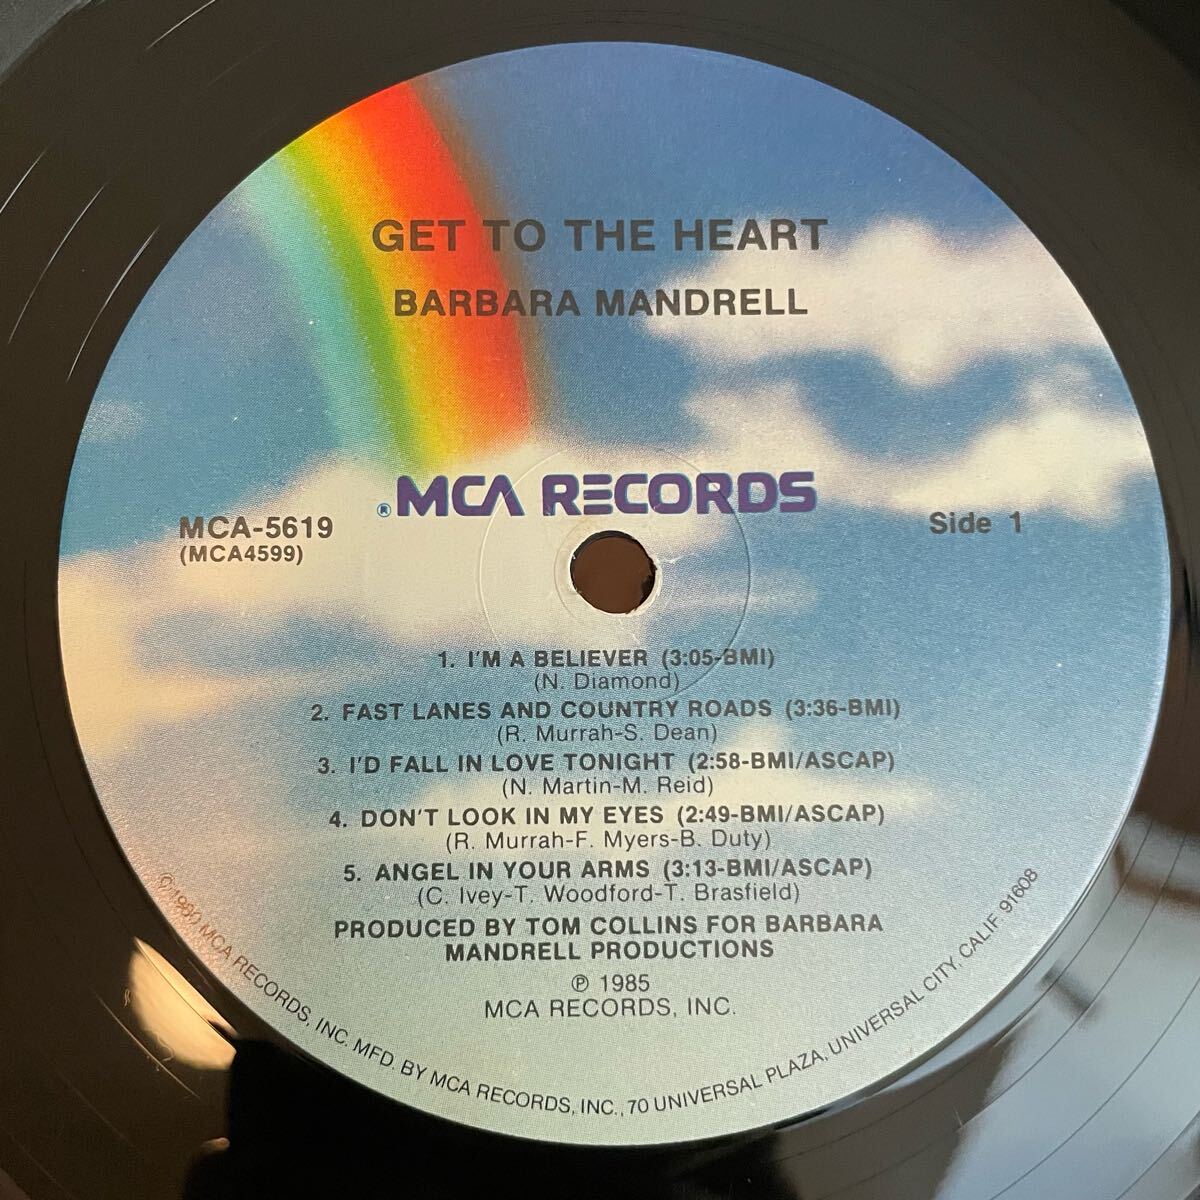 GET TO THE HEART
BARBARA MANDRELL
® MCA RECORDS
MCA-5619
(MCA4599)
Side 1
1. I'M A BELIEVER (3:05-BMI)
(N. Diamond)
2. FAST LANES AND COUNTRY ROADS (3:36-BMI)
(R. Murrah-S. Dean)
3. I'D FALL IN LOVE TONIGHT (2:58-BMI/ASCAP)
(N. Martin-M. Reid)
4. DON'T LOOK IN MY EYES (2:49-BMI/ASCAP)
(R. Murrah-F. Myers-B. Duty)
5. ANGEL IN YOUR ARMS (3:13-BMI/ASCAP)
(C. Ivey-T. Woodford-T. Brasfield)
PRODUCED BY TOM COLLINS FOR BARBARA
MANDRELL PRODUCTIONS
℗ 1985
MCA RECORDS, INC.
©1980 MCA RECORDS, INC. MFD. BY MCA RECORDS, INC., 70 UNIVERSAL PLAZA, UNIVERSAL CITY, CALIF. 91608